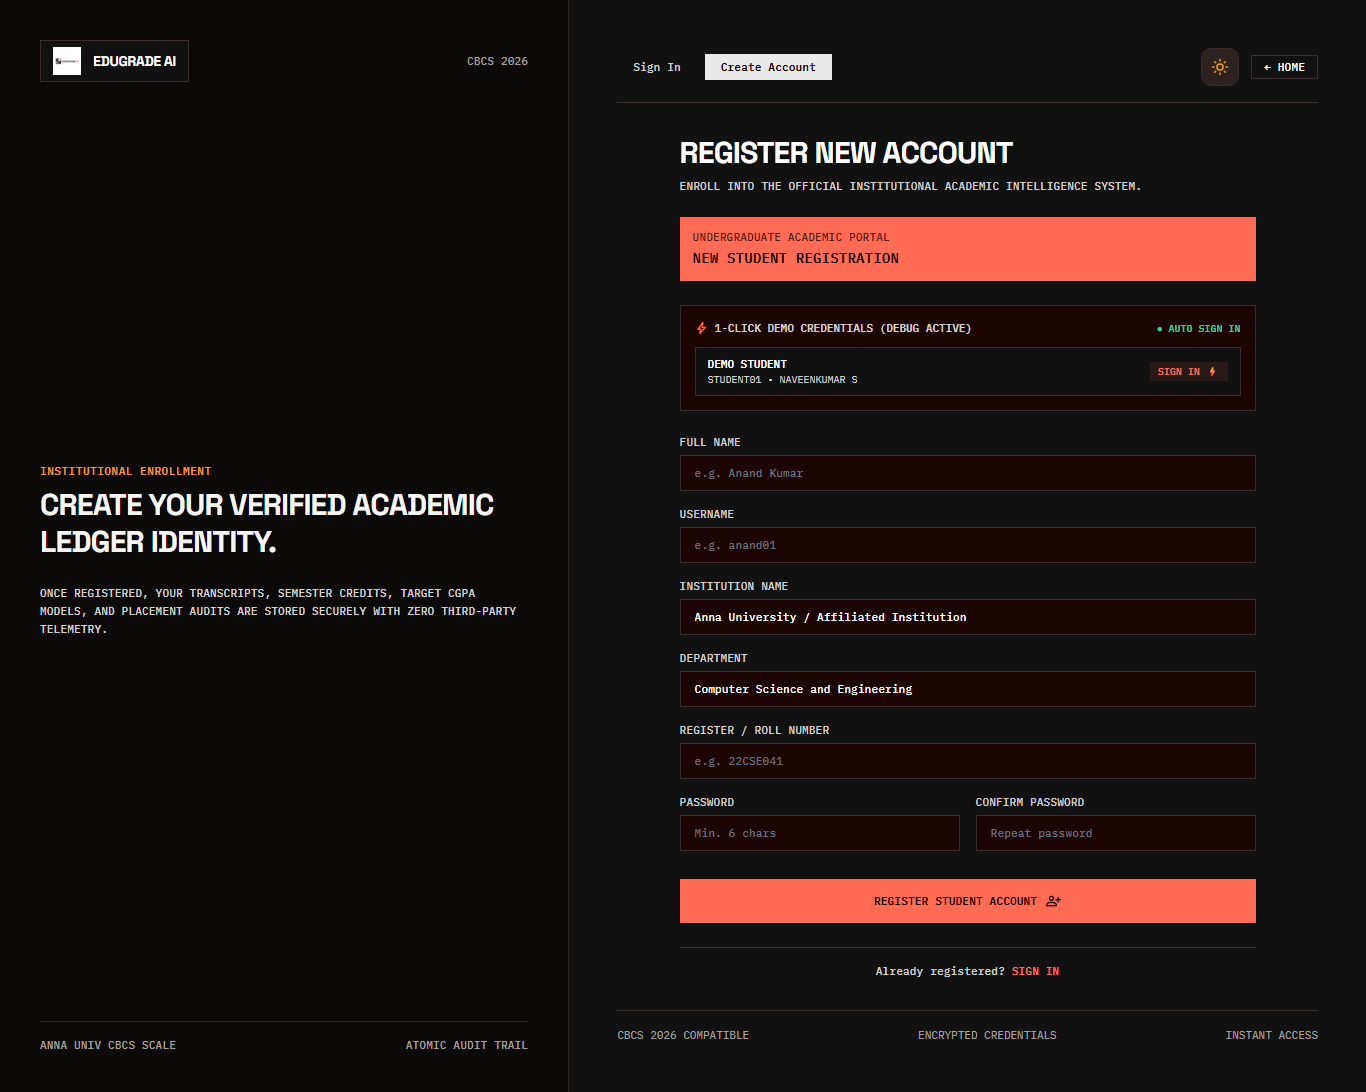 EDUGRADE AI
CBCS 2026
INSTITUTIONAL ENROLLMENT
CREATE YOUR VERIFIED ACADEMIC
LEDGER IDENTITY.
ONCE REGISTERED, YOUR TRANSCRIPTS, SEMESTER CREDITS, TARGET CGPA
MODELS, AND PLACEMENT AUDITS ARE STORED SECURELY WITH ZERO THIRD-PARTY
TELEMETRY.
ANNA UNIV CBCS SCALE
ATOMIC AUDIT TRAIL
Sign In
Create Account
← HOME
REGISTER NEW ACCOUNT
ENROLL INTO THE OFFICIAL INSTITUTIONAL ACADEMIC INTELLIGENCE SYSTEM.
UNDERGRADUATE ACADEMIC PORTAL
NEW STUDENT REGISTRATION
1-CLICK DEMO CREDENTIALS (DEBUG ACTIVE)
● AUTO SIGN IN
DEMO STUDENT
STUDENT01 • NAVEENKUMAR S
SIGN IN
FULL NAME
e.g. Anand Kumar
USERNAME
e.g. anand01
INSTITUTION NAME
Anna University / Affiliated Institution
DEPARTMENT
Computer Science and Engineering
REGISTER / ROLL NUMBER
e.g. 22CSE041
PASSWORD
CONFIRM PASSWORD
Min. 6 chars
Repeat password
REGISTER STUDENT ACCOUNT
Already registered? SIGN IN
CBCS 2026 COMPATIBLE
ENCRYPTED CREDENTIALS
INSTANT ACCESS